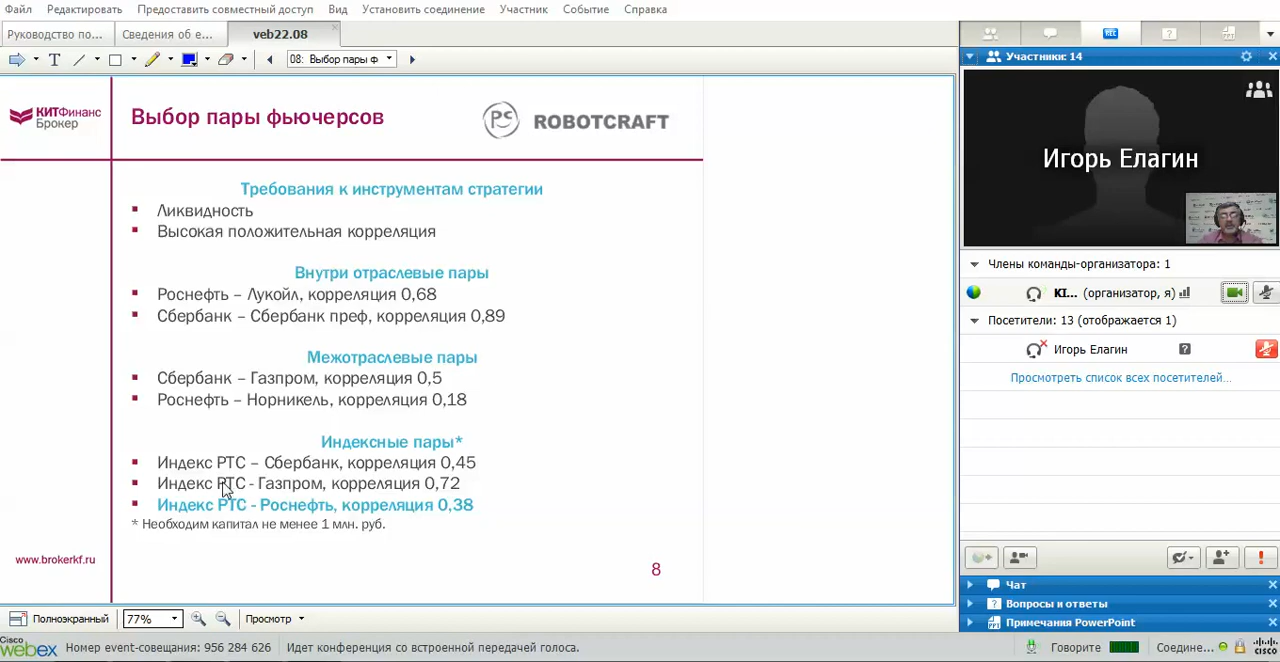 Файл Редактировать Предоставить совместный доступ Вид Установить соединение Участник Событие Справка
Руководство по... Сведения об е... veb22.08
T 08: Выбор пары ф
Участники: 14
КИТФинанс
Брокер
Выбор пары фьючерсов
PC ROBOTCRAFT
Игорь Елагин
Требования к инструментам стратегии
▪ Ликвидность
▪ Высокая положительная корреляция
Внутри отраслевые пары
▪ Роснефть – Лукойл, корреляция 0,68
▪ Сбербанк – Сбербанк преф, корреляция 0,89
Межотраслевые пары
▪ Сбербанк – Газпром, корреляция 0,5
▪ Роснефть – Норникель, корреляция 0,18
Индексные пары*
▪ Индекс РТС – Сбербанк, корреляция 0,45
▪ Индекс РТС - Газпром, корреляция 0,72
▪ Индекс РТС - Роснефть, корреляция 0,38
* Необходим капитал не менее 1 млн. руб.
www.brokerkf.ru
8
Члены команды-организатора: 1
KI... (организатор, я)
Посетители: 13 (отображается 1)
Игорь Елагин
Просмотреть список всех посетителей...
Чат
Вопросы и ответы
Примечания PowerPoint
Полноэкранный 77% Просмотр
Cisco
webex
Номер event-совещания: 956 284 626 Идет конференция со встроенной передачей голоса. Говорите Соедине...
cisco